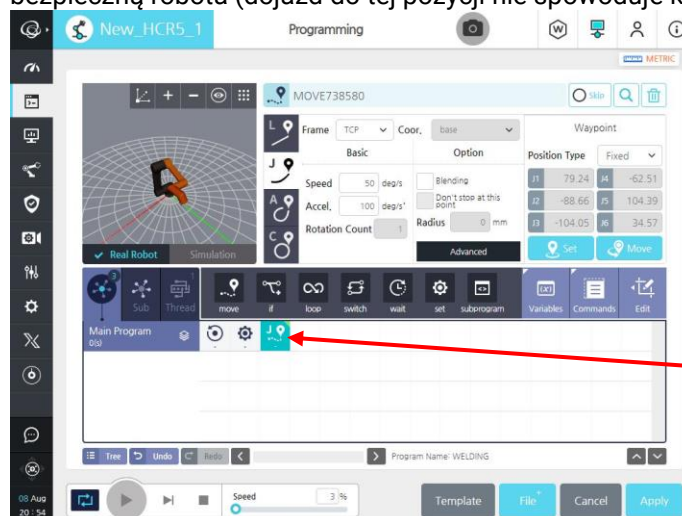 bezpieczną robota (dojazd do tej pozycji nie spowoduje
New_HCR5_1 Programming
METRIC
MOVE738580 Skip
Frame TCP Coor. base Waypoint
Basic Option Position Type Fixed
Speed 50 deg/s Blending J1 79.24 J4 -62.51
Accel. 100 deg/s² Don't stop at this point J2 -88.66 J5 104.39
Rotation Count 1 Radius 0 mm J3 -104.05 J6 34.57
Real Robot Simulation Advanced Set Move
3 1
Sub Thread move if loop switch wait set subprogram Variables Commands Edit
Main Program
0(s)
Tree Undo Redo Program Name: WELDING
08 Aug
20 : 54
Speed 3 % Template File Cancel Apply